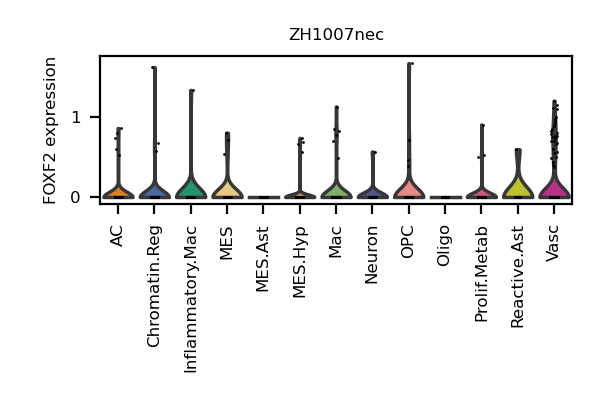 ZH1007nec
FOXF2 expression
1
0
AC
Chromatin.Reg
Inflammatory.Mac
MES
MES.Ast
MES.Hyp
Mac
Neuron
OPC
Oligo
Prolif.Metab
Reactive.Ast
Vasc